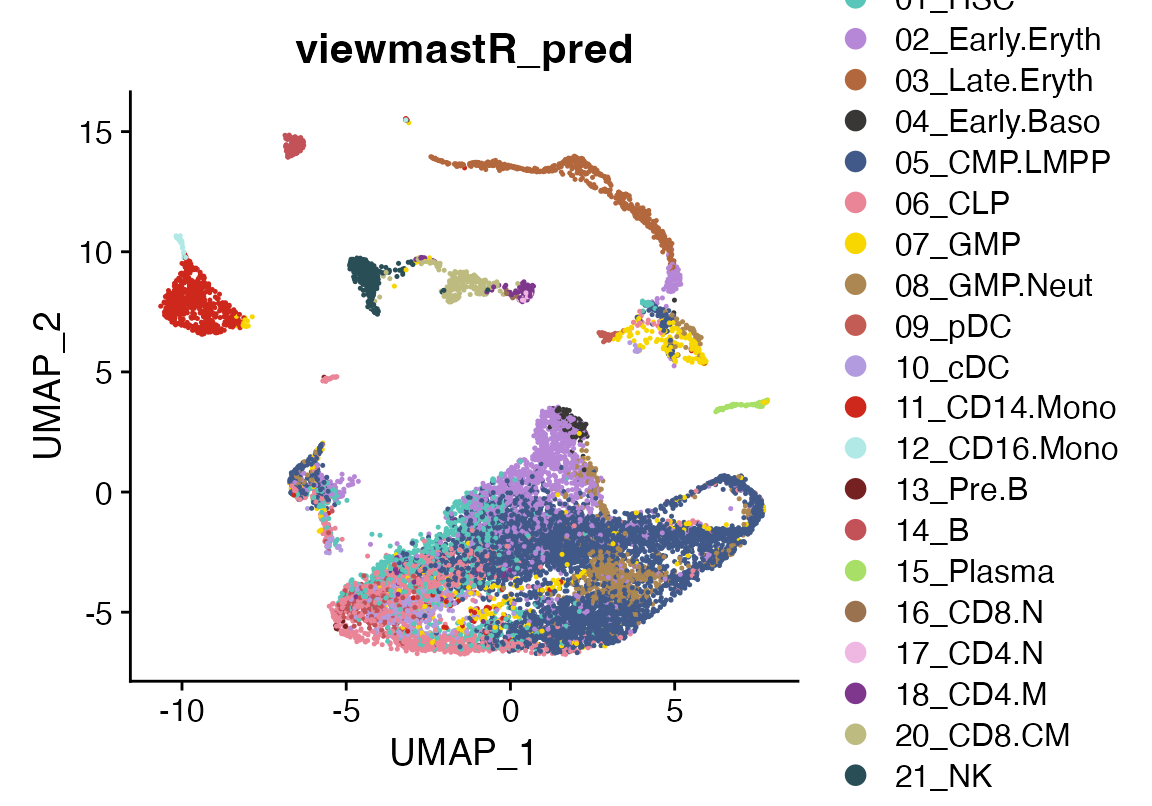 viewmastR_pred
UMAP_2
15
10
5
0
-5
-10
-5
0
5
UMAP_1
01_HSC
02_Early.Eryth
03_Late.Eryth
04_Early.Baso
05_CMP.LMPP
06_CLP
07_GMP
08_GMP.Neut
09_pDC
10_cDC
11_CD14.Mono
12_CD16.Mono
13_Pre.B
14_B
15_Plasma
16_CD8.N
17_CD4.N
18_CD4.M
20_CD8.CM
21_NK